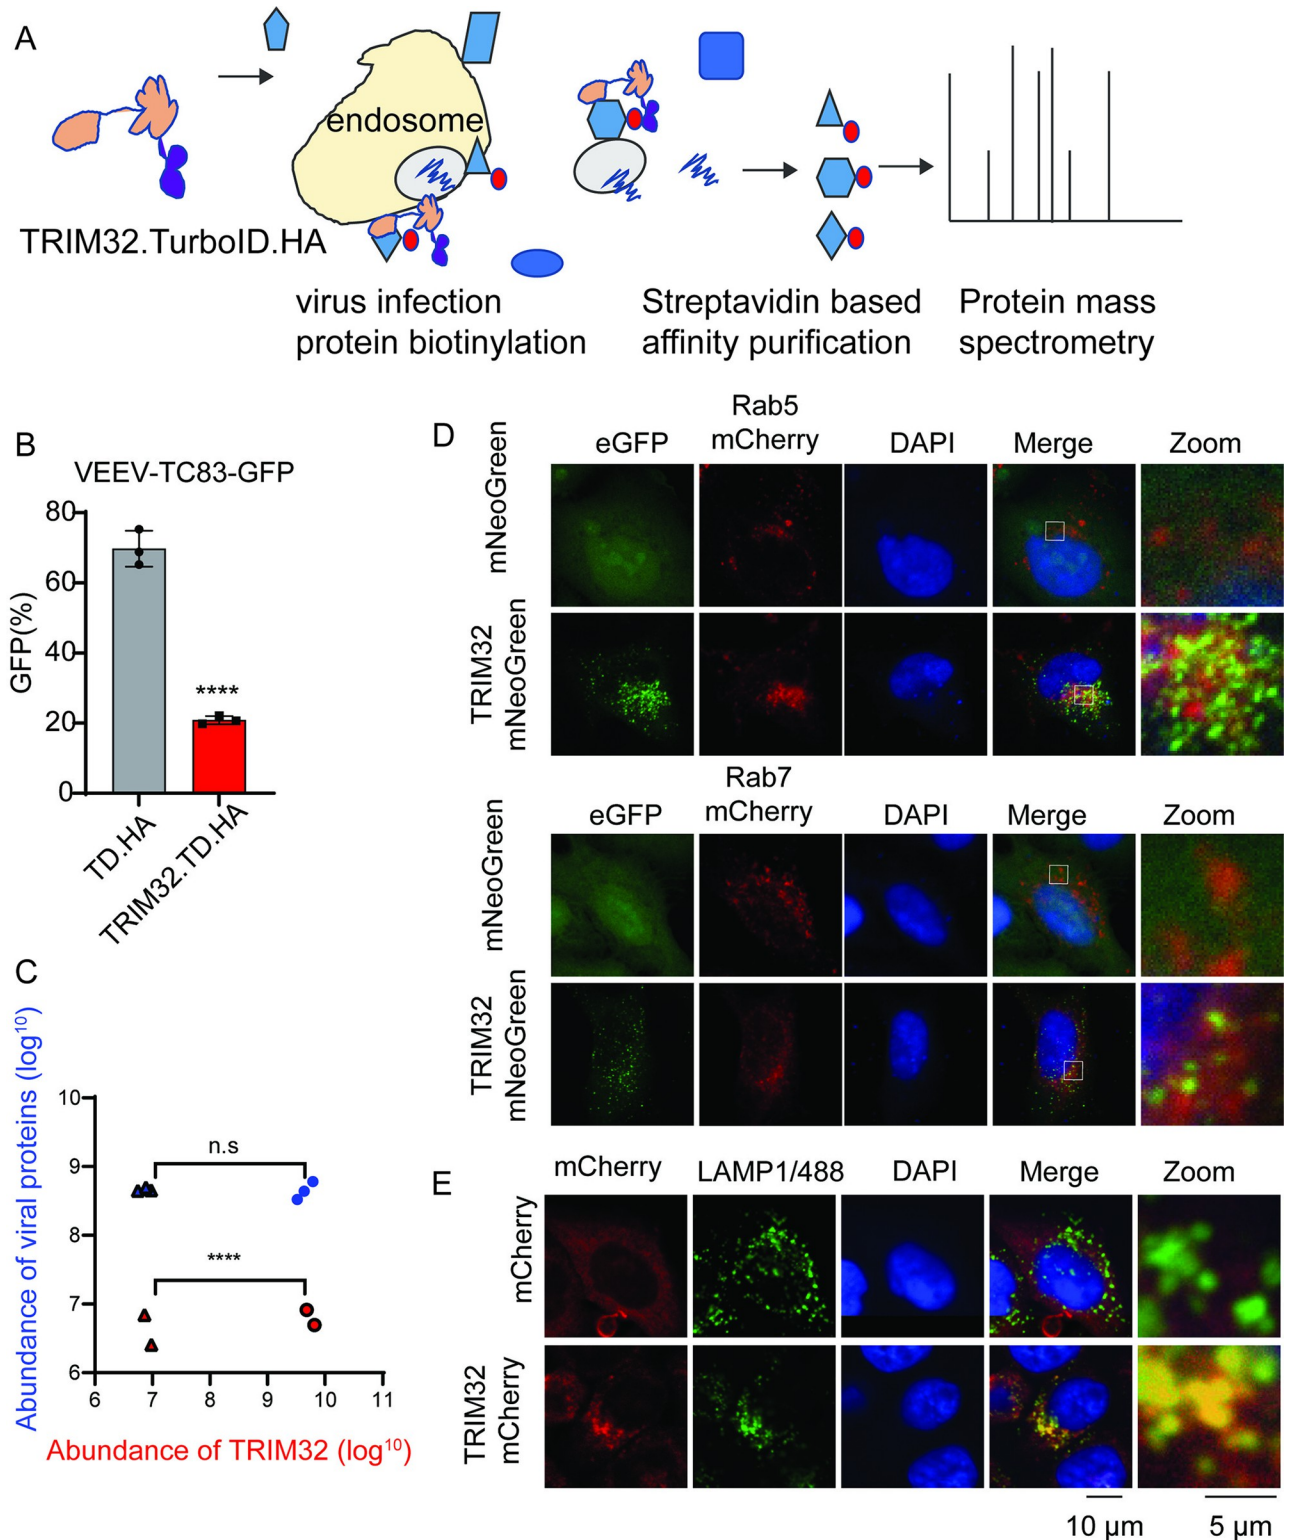 A
endosome
TRIM32.TurboID.HA
virus infection
protein biotinylation
Streptavidin based
affinity purification
Protein mass
spectrometry
B
VEEV-TC83-GFP
GFP(%)
80
60
40
20
0
****
TD.HA
TRIM32.TD.HA
C
Abundance of viral proteins (log¹⁰)
10
9
8
7
6
n.s
****
6
7
8
9
10
11
Abundance of TRIM32 (log¹⁰)
D
eGFP
Rab5
mCherry
DAPI
Merge
Zoom
mNeoGreen
TRIM32
mNeoGreen
eGFP
Rab7
mCherry
DAPI
Merge
Zoom
mNeoGreen
TRIM32
mNeoGreen
E
mCherry
LAMP1/488
DAPI
Merge
Zoom
mCherry
TRIM32
mCherry
10 µm
5 µm